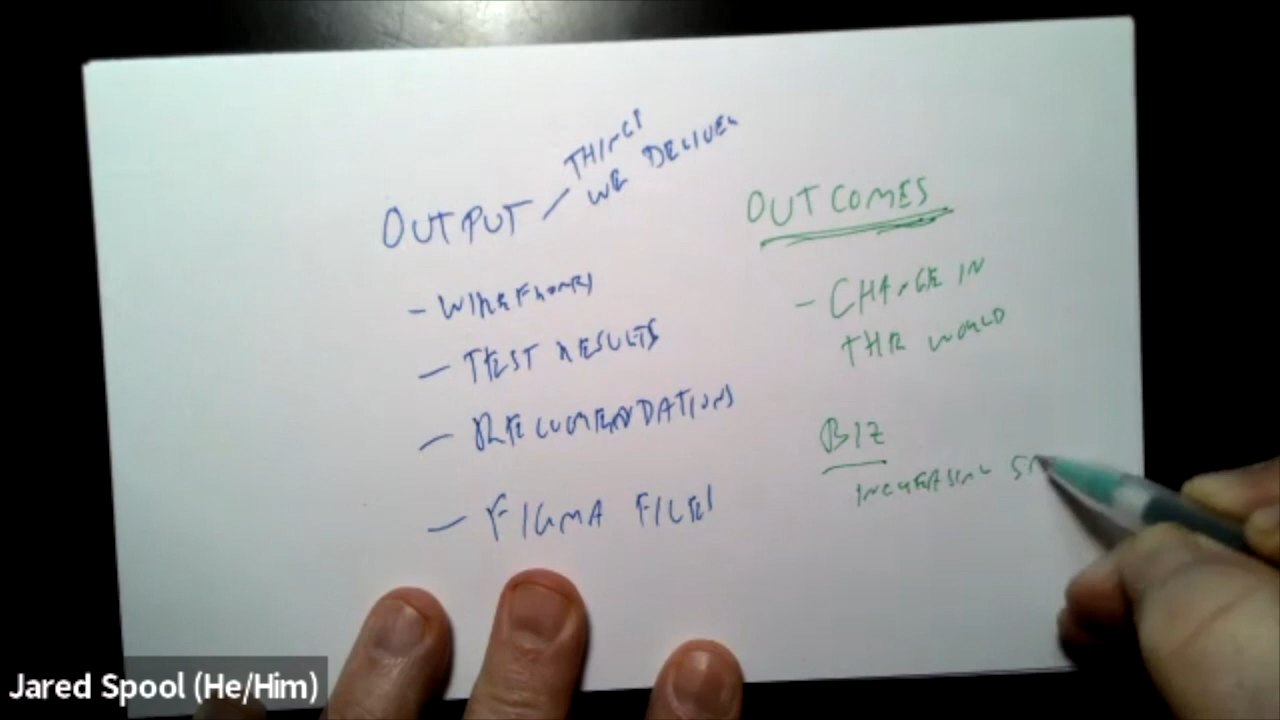 THINGS
WE DELIVER
OUTPUT
- WIREFRAMES
- TEST RESULTS
- RECOMENDATIONS
- FIGMA FILES
OUTCOMES
- CHANGE IN
THE WORLD
BIZ
INCREASING
Jared Spool (He/Him)